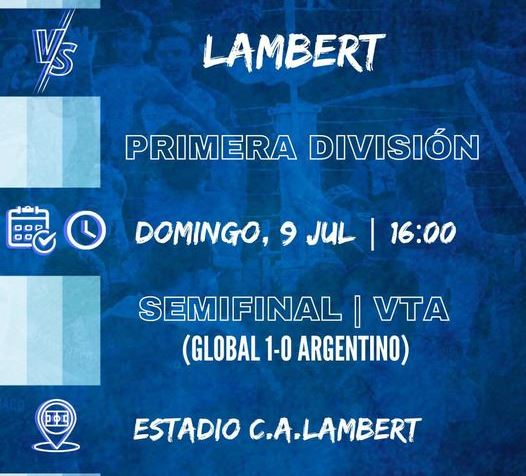 VS
LAMBERT
PRIMERA DIVISIÓN
DOMINGO, 9 JUL | 16:00
SEMIFINAL | VTA
(GLOBAL 1-0 ARGENTINO)
ESTADIO C.A.LAMBERT